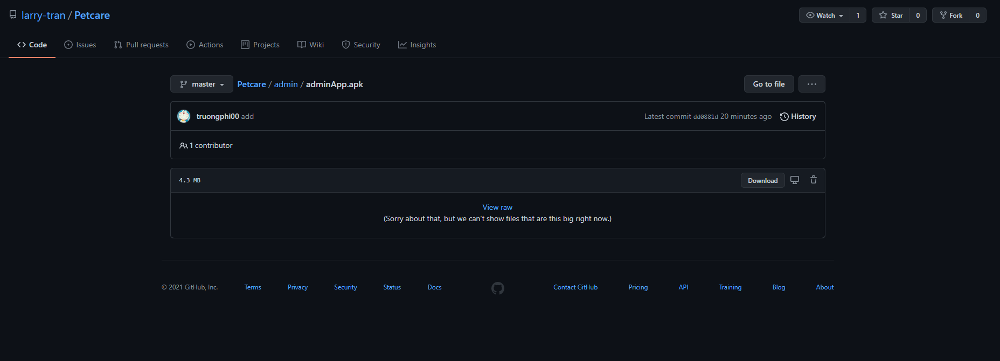 larry-tran / Petcare
Watch 1 Star 0 Fork 0
Code Issues Pull requests Actions Projects Wiki Security Insights
master Petcare / admin / adminApp.apk Go to file ...
truongphi00 add Latest commit dd0881d 20 minutes ago History
1 contributor
4.3 MB Download
View raw
(Sorry about that, but we can’t show files that are this big right now.)
© 2021 GitHub, Inc. Terms Privacy Security Status Docs Contact GitHub Pricing API Training Blog About